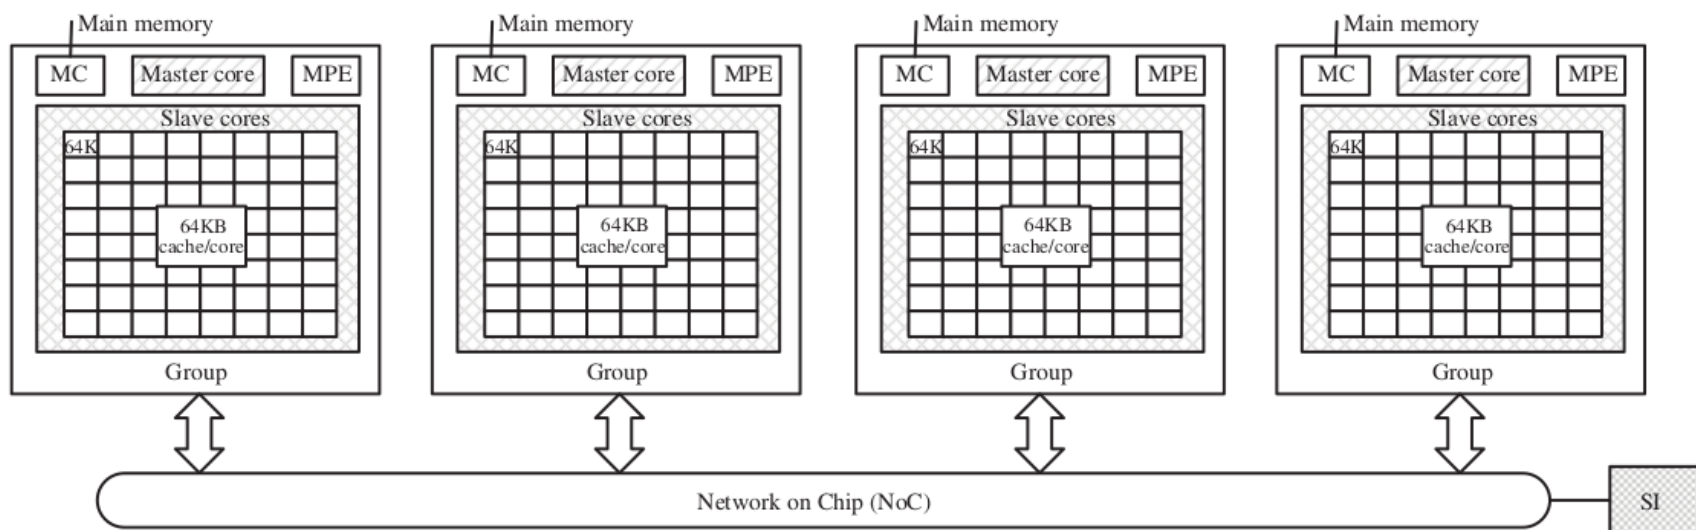 Main memory
Main memory
Main memory
Main memory
MC
Master core
MPE
MC
Master core
MPE
MC
Master core
MPE
MC
Master core
MPE
Slave cores
Slave cores
Slave cores
Slave cores
64K
64K
64K
64K
64KB
cache/core
64KB
cache/core
64KB
cache/core
64KB
cache/core
Group
Group
Group
Group
Network on Chip (NoC)
SI